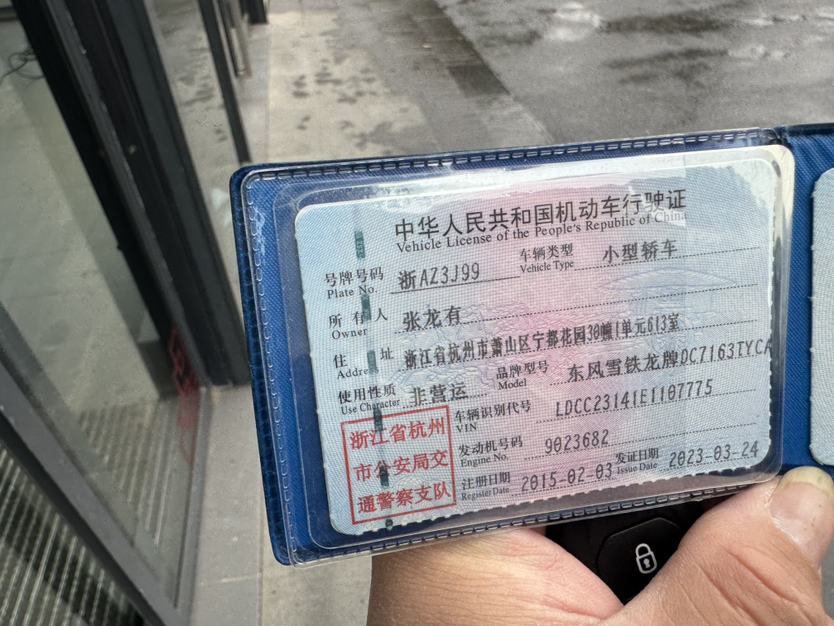 中华人民共和国机动车行驶证
Vehicle License of the People's Republic of China
号牌号码 浙AZ3J99 车辆类型 小型轿车
Plate No. Vehicle Type
所有人 张龙有
Owner
住址 浙江省杭州市萧山区宁都花园30幢1单元613室
Address
使用性质 非营运 品牌型号 东风雪铁龙牌DC7163TYCA
Use Character Model
浙江省杭州
市公安局交
通警察支队
车辆识别代号 LDCC23141E1107775
VIN
发动机号码 9023682
Engine No.
注册日期 2015-02-03 发证日期 2023-03-24
Register Date Issue Date